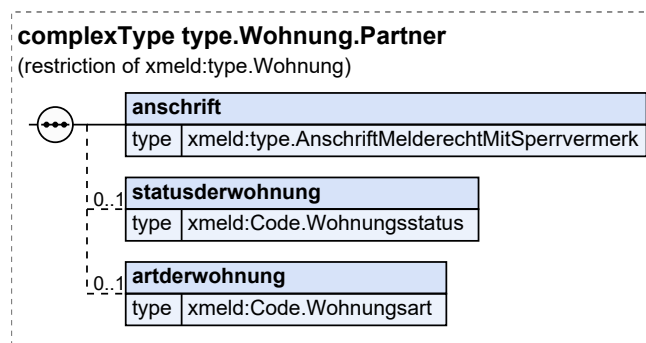 complexType type.Wohnung.Partner
(restriction of xmeld:type.Wohnung)
anschrift
type xmeld:type.AnschriftMelderechtMitSperrvermerk
0..1 statusderwohnung
type xmeld:Code.Wohnungsstatus
0..1 artderwohnung
type xmeld:Code.Wohnungsart